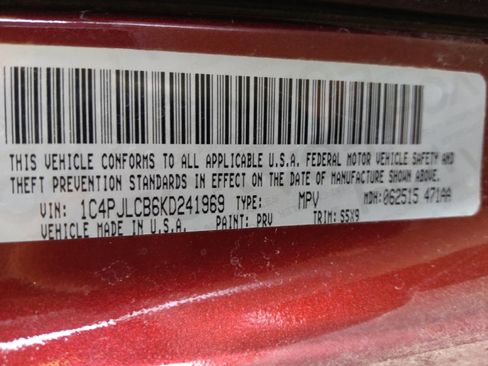 THIS VEHICLE CONFORMS TO ALL APPLICABLE U.S.A. FEDERAL MOTOR VEHICLE SAFETY AND
THEFT PREVENTION STANDARDS IN EFFECT ON THE DATE OF MANUFACTURE SHOWN ABOVE.
VIN: 1C4PJLCB6KD241969 TYPE: MPV MDH: 062515 471AA
VEHICLE MADE IN U.S.A. PAINT: PRV TRIM: S5X9